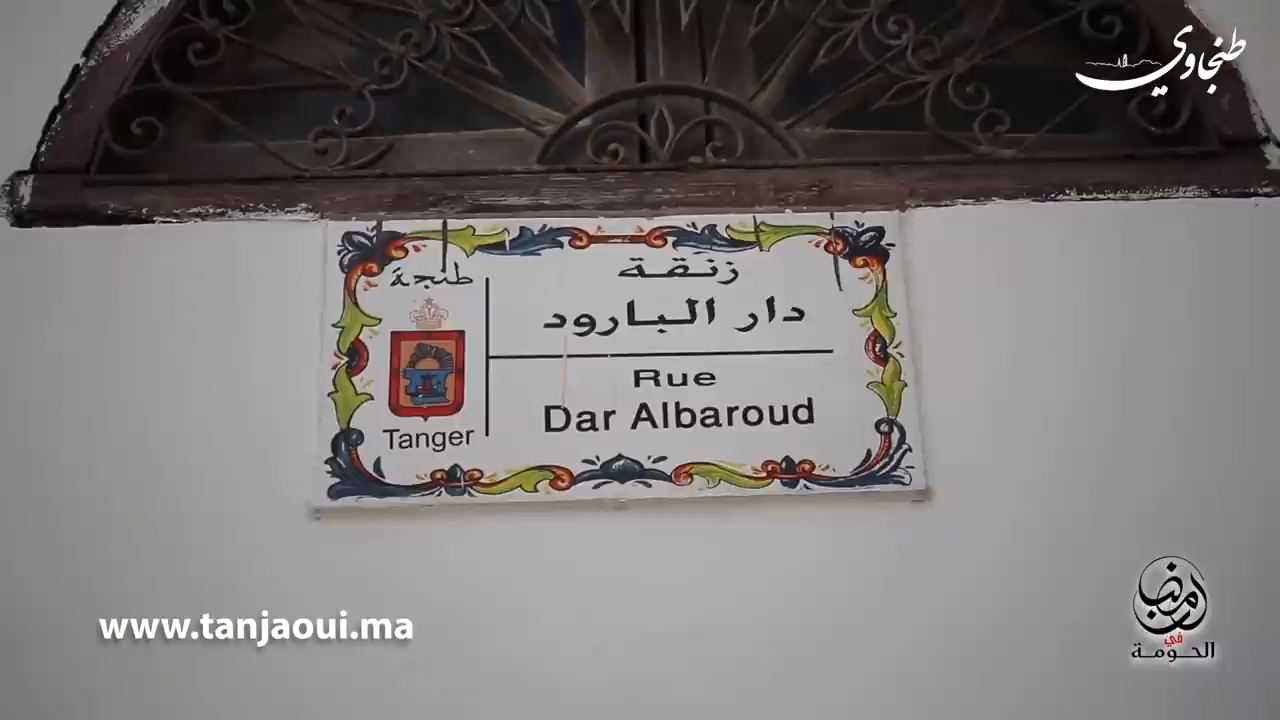 طنجاوي
طنجة
Tanger
زنقة
دار البارود
Rue
Dar Albaroud
www.tanjaoui.ma
رمضان
في
الحومة